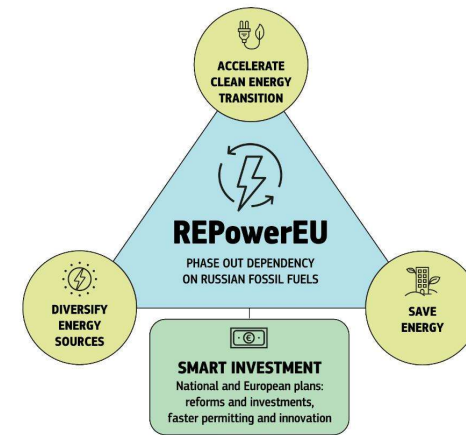 ACCELERATE
CLEAN ENERGY
TRANSITION
REPowerEU
PHASE OUT DEPENDENCY
ON RUSSIAN FOSSIL FUELS
DIVERSIFY
ENERGY
SOURCES
SAVE
ENERGY
€
SMART INVESTMENT
National and European plans:
reforms and investments,
faster permitting and innovation